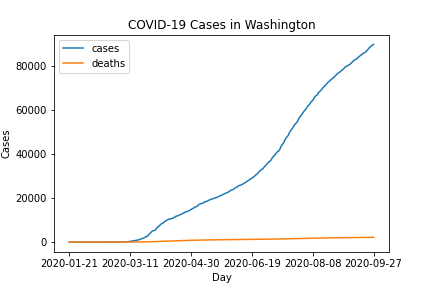 COVID-19 Cases in Washington
cases
deaths
80000
60000
40000
20000
0
Cases
2020-01-21 2020-03-11 2020-04-30 2020-06-19 2020-08-08 2020-09-27
Day